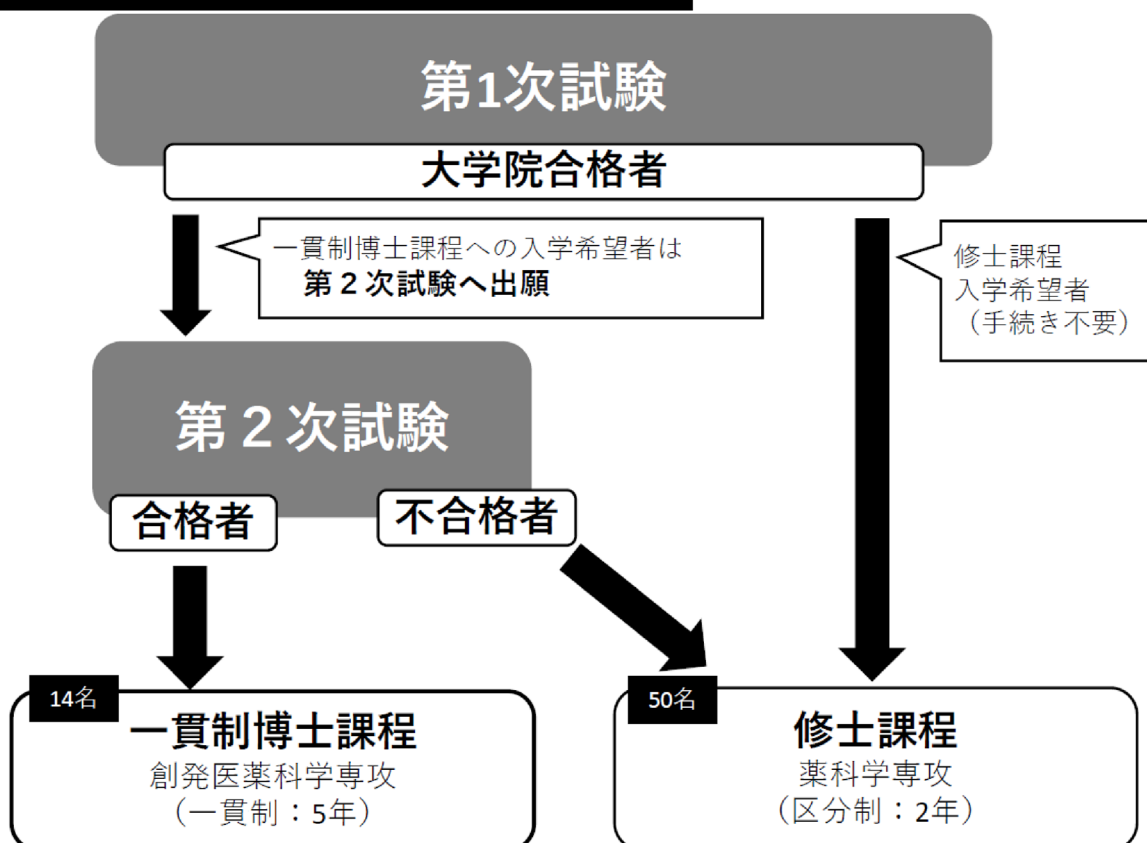 第1次試験
大学院合格者
一貫制博士課程への入学希望者は
第２次試験へ出願
修士課程
入学希望者
（手続き不要）
第２次試験
合格者
不合格者
14名
一貫制博士課程
創発医薬科学専攻
（一貫制：5年）
50名
修士課程
薬科学専攻
（区分制：2年）